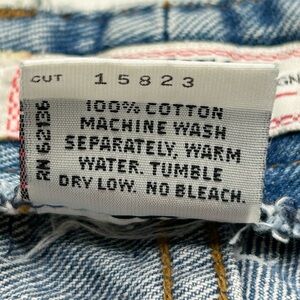 CUT 15823
RN 62136
100% COTTON
MACHINE WASH
SEPARATELY, WARM
WATER. TUMBLE
DRY LOW. NO BLEACH.